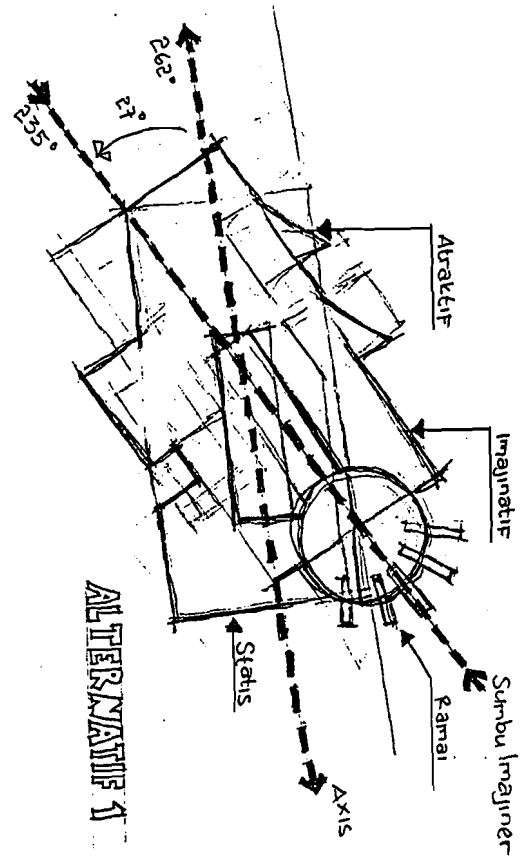 262°
27°
235°
Atraktif
Imajinatif
Sumbu Imajiner
Ramai
Statis
Axis
ALTERNATIF 1